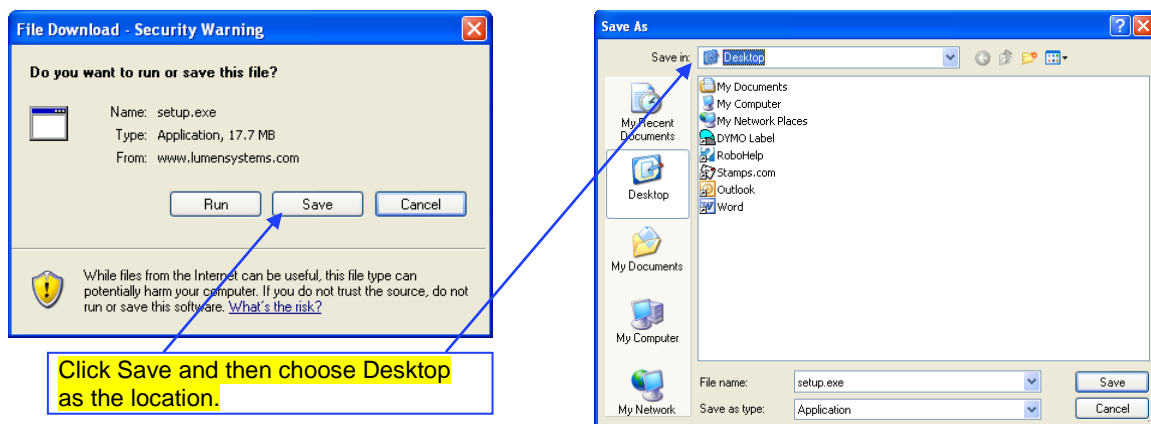 File Download - Security Warning
Do you want to run or save this file?
Name: setup.exe
Type: Application, 17.7 MB
From: www.lumensystems.com
Run Save Cancel
While files from the Internet can be useful, this file type can
potentially harm your computer. If you do not trust the source, do not
run or save this software. What's the risk?
Click Save and then choose Desktop
as the location.
Save As
Save in: Desktop
My Recent
Documents
Desktop
My Documents
My Computer
My Network
My Documents
My Computer
My Network Places
DYMO Label
RoboHelp
Stamps.com
Outlook
Word
File name: setup.exe Save
Save as type: Application Cancel